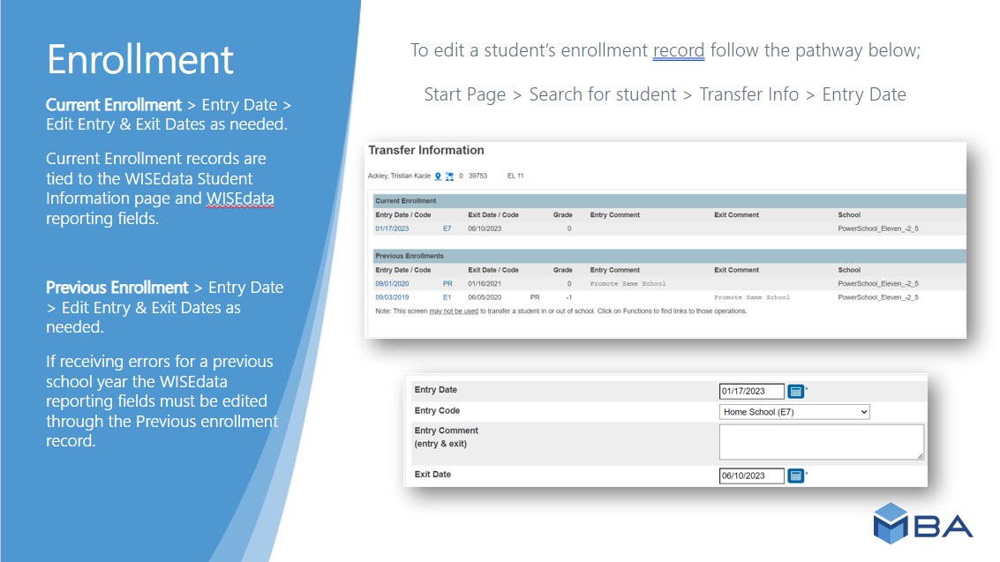 Enrollment
Current Enrollment > Entry Date >
Edit Entry & Exit Dates as needed.
Current Enrollment records are
tied to the WISEdata Student
Information page and WISEdata
reporting fields.
Previous Enrollment > Entry Date
> Edit Entry & Exit Dates as
needed.
If receiving errors for a previous
school year the WISEdata
reporting fields must be edited
through the Previous enrollment
record.
To edit a student's enrollment record follow the pathway below;
Start Page > Search for student > Transfer Info > Entry Date
Transfer Information
Ackley, Tristian Kacie 0 39753 EL 11
Current Enrollment
Entry Date / Code Exit Date / Code Grade Entry Comment Exit Comment School
01/17/2023 E7 06/10/2023 0 PowerSchool_Eleven_-2_5
Previous Enrollments
Entry Date / Code Exit Date / Code Grade Entry Comment Exit Comment School
09/01/2020 PR 01/16/2021 0 Promote Same School PowerSchool_Eleven_-2_5
09/03/2019 E1 06/05/2020 PR -1 Promote Same School PowerSchool_Eleven_-2_5
Note: This screen may not be used to transfer a student in or out of school. Click on Functions to find links to those operations.
Entry Date 01/17/2023 *
Entry Code Home School (E7)
Entry Comment
(entry & exit)
Exit Date 06/10/2023 *
MBA